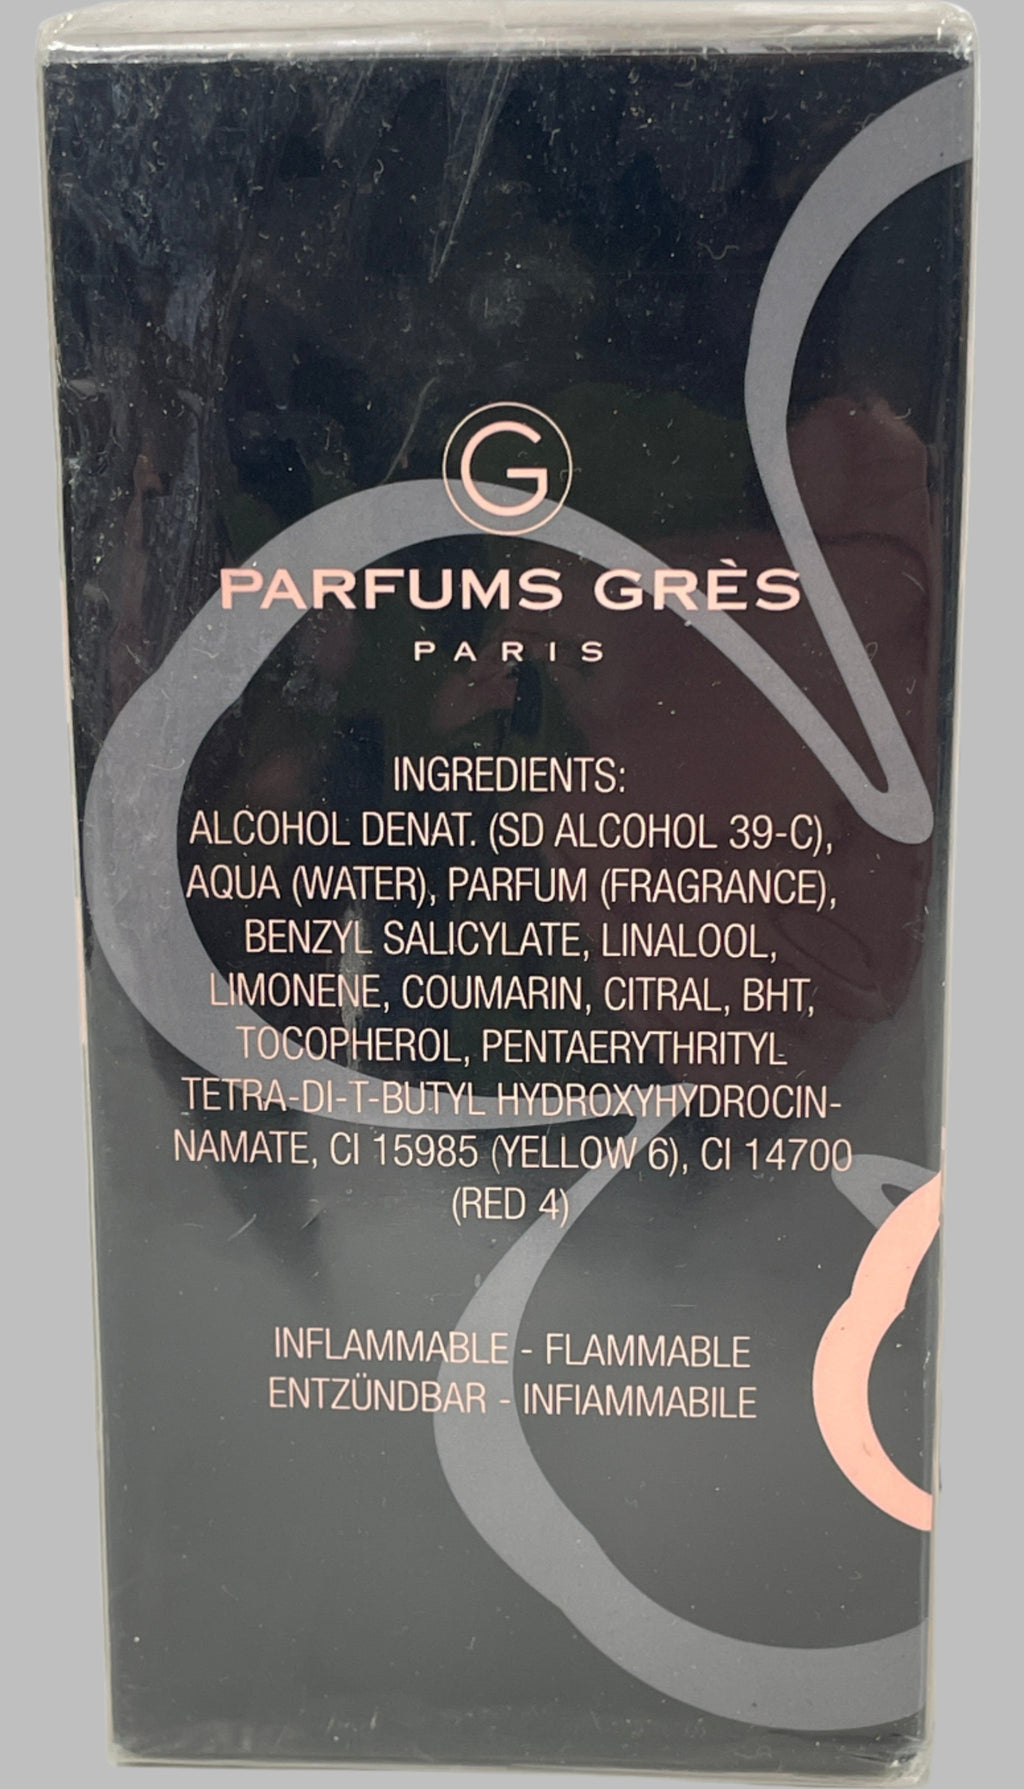 G
PARFUMS GRÈS
PARIS
INGREDIENTS:
ALCOHOL DENAT. (SD ALCOHOL 39-C),
AQUA (WATER), PARFUM (FRAGRANCE),
BENZYL SALICYLATE, LINALOOL,
LIMONENE, COUMARIN, CITRAL, BHT,
TOCOPHEROL, PENTAERYTHRITYL
TETRA-DI-T-BUTYL HYDROXYHYDROCIN-
NAMATE, CI 15985 (YELLOW 6), CI 14700
(RED 4)
INFLAMMABLE - FLAMMABLE
ENTZÜNDBAR - INFIAMMABILE